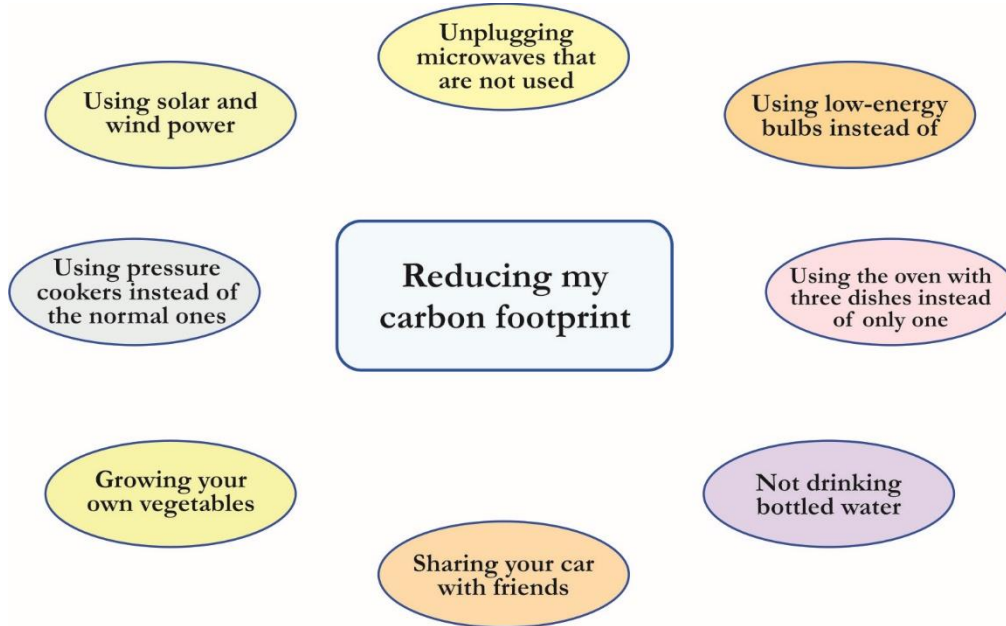 Unplugging
microwaves that
are not used
Using solar and
wind power
Using low-energy
bulbs instead of
Using pressure
cookers instead of
the normal ones
Reducing my
carbon footprint
Using the oven with
three dishes instead
of only one
Growing your
own vegetables
Not drinking
bottled water
Sharing your car
with friends